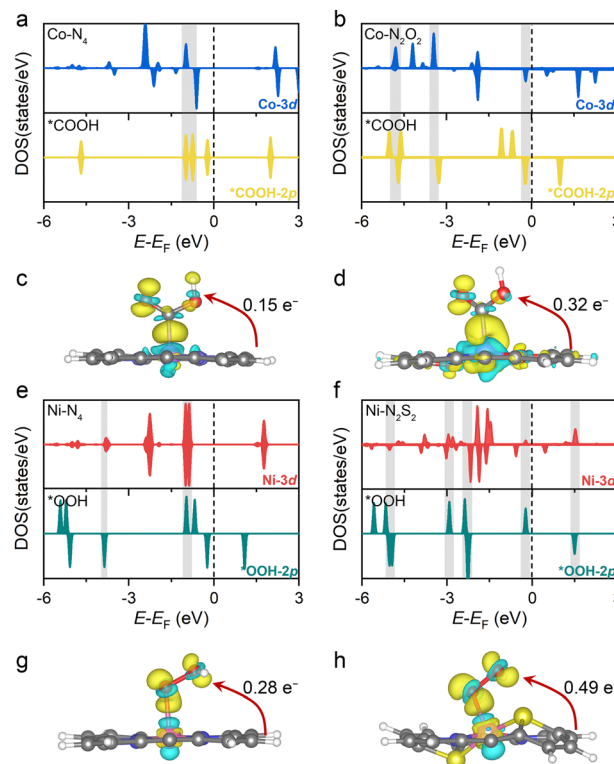 a
b
DOS(states/eV)
Co-N4
Co-3d
*COOH
*COOH-2p
-6 -3 0 3
E-EF (eV)
DOS(states/eV)
Co-N2O2
Co-3d
*COOH
*COOH-2p
-6 -3 0 3
E-EF (eV)
c
0.15 e⁻
d
0.32 e⁻
e
f
DOS(states/eV)
Ni-N4
Ni-3d
*OOH
*OOH-2p
-6 -3 0 3
E-EF (eV)
DOS(states/eV)
Ni-N2S2
Ni-3d
*OOH
*OOH-2p
-6 -3 0 3
E-EF (eV)
g
0.28 e⁻
h
0.49 e⁻